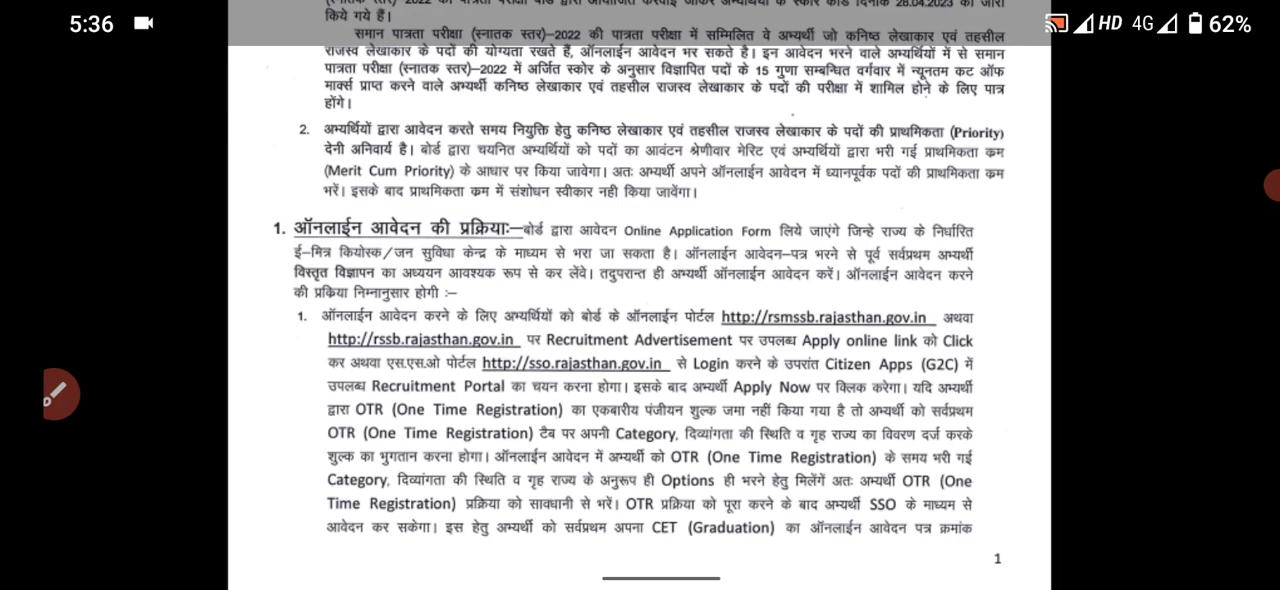 5:36
HD 4G 62%
(स्नातक स्तर)–2022 की पात्रता परीक्षा बोर्ड द्वारा आयोजित करवाई जाकर अभ्यर्थियों के स्कोर कार्ड दिनांक 28.04.2023 को जारी
किये गये हैं।
समान पात्रता परीक्षा (स्नातक स्तर)–2022 की पात्रता परीक्षा में सम्मिलित वे अभ्यर्थी जो कनिष्ठ लेखाकार एवं तहसील
राजस्व लेखाकार के पदों की योग्यता रखते हैं, ऑनलाईन आवेदन भर सकते है। इन आवेदन भरने वाले अभ्यर्थियों में से समान
पात्रता परीक्षा (स्नातक स्तर)–2022 में अर्जित स्कोर के अनुसार विज्ञापित पदों के 15 गुणा सम्बन्धित वर्गवार में न्यूनतम कट ऑफ
मार्क्स प्राप्त करने वाले अभ्यर्थी कनिष्ठ लेखाकार एवं तहसील राजस्व लेखाकार के पदों की परीक्षा में शामिल होने के लिए पात्र
होंगे।
2. अभ्यर्थियों द्वारा आवेदन करते समय नियुक्ति हेतु कनिष्ठ लेखाकार एवं तहसील राजस्व लेखाकार के पदों की प्राथमिकता (Priority)
देनी अनिवार्य है। बोर्ड द्वारा चयनित अभ्यर्थियों को पदों का आवंटन श्रेणीवार मेरिट एवं अभ्यर्थियों द्वारा भरी गई प्राथमिकता क्रम
(Merit Cum Priority) के आधार पर किया जावेगा। अतः अभ्यर्थी अपने ऑनलाईन आवेदन में ध्यानपूर्वक पदों की प्राथमिकता क्रम
भरें। इसके बाद प्राथमिकता क्रम में संशोधन स्वीकार नही किया जावेंगा।
1. ऑनलाईन आवेदन की प्रक्रियाः–बोर्ड द्वारा आवेदन Online Application Form लिये जाएंगे जिन्हे राज्य के निर्धारित
ई–मित्र कियोस्क/जन सुविधा केन्द्र के माध्यम से भरा जा सकता है। ऑनलाईन आवेदन–पत्र भरने से पूर्व सर्वप्रथम अभ्यर्थी
विस्तृत विज्ञापन का अध्ययन आवश्यक रूप से कर लेंवे। तदुपरान्त ही अभ्यर्थी ऑनलाईन आवेदन करें। ऑनलाईन आवेदन करने
की प्रकिया निम्नानुसार होगी :–
1. ऑनलाईन आवेदन करने के लिए अभ्यर्थियों को बोर्ड के ऑनलाईन पोर्टल http://rsmssb.rajasthan.gov.in अथवा
http://rssb.rajasthan.gov.in पर Recruitment Advertisement पर उपलब्ध Apply online link को Click
कर अथवा एस.एस.ओ पोर्टल http://sso.rajasthan.gov.in से Login करने के उपरांत Citizen Apps (G2C) में
उपलब्ध Recruitment Portal का चयन करना होगा। इसके बाद अभ्यर्थी Apply Now पर क्लिक करेगा। यदि अभ्यर्थी
द्वारा OTR (One Time Registration) का एकबारीय पंजीयन शुल्क जमा नहीं किया गया है तो अभ्यर्थी को सर्वप्रथम
OTR (One Time Registration) टैब पर अपनी Category, दिव्यांगता की स्थिति व गृह राज्य का विवरण दर्ज करके
शुल्क का भुगतान करना होगा। ऑनलाईन आवेदन में अभ्यर्थी को OTR (One Time Registration) के समय भरी गई
Category, दिव्यांगता की स्थिति व गृह राज्य के अनुरूप ही Options ही भरने हेतु मिलेगें अतः अभ्यर्थी OTR (One
Time Registration) प्रक्रिया को सावधानी से भरें। OTR प्रक्रिया को पूरा करने के बाद अभ्यर्थी SSO के माध्यम से
आवेदन कर सकेगा। इस हेतु अभ्यर्थी को सर्वप्रथम अपना CET (Graduation) का ऑनलाईन आवेदन पत्र क्रमांक
1